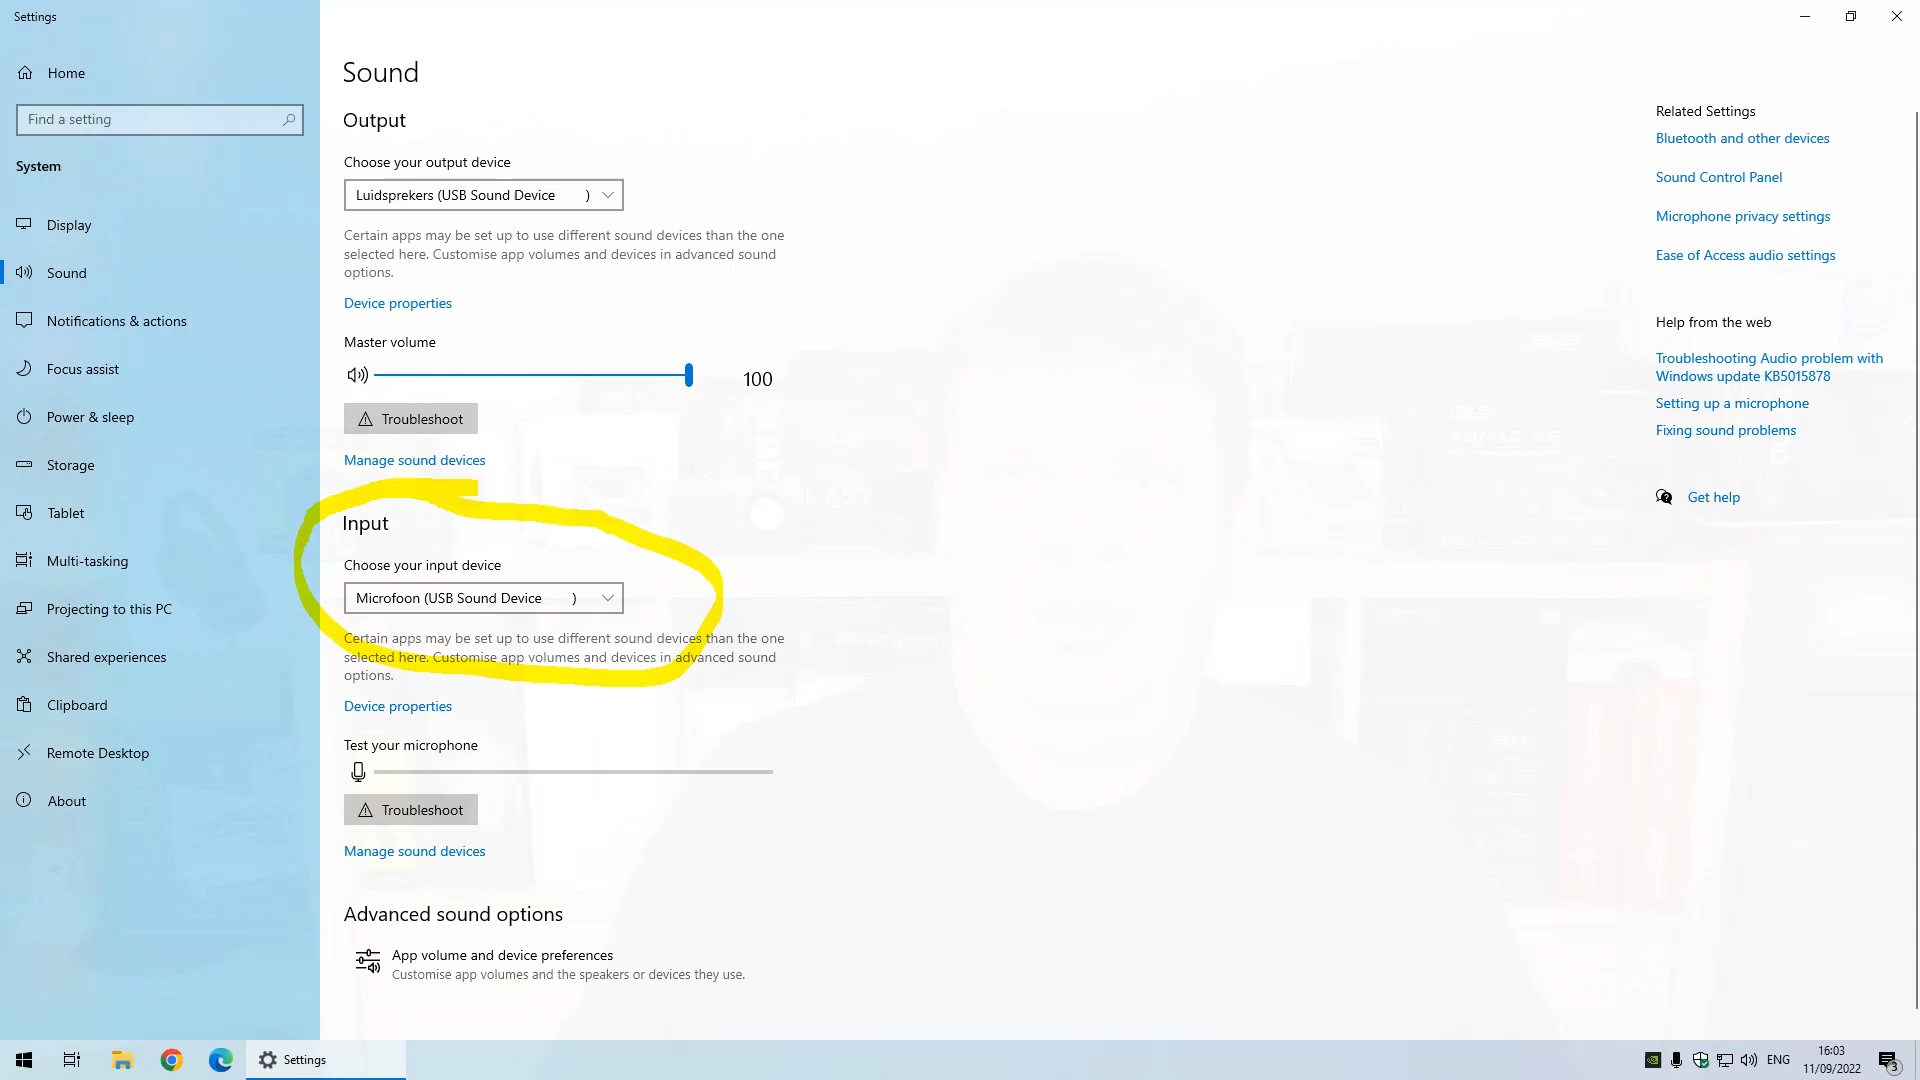 Settings
Home
Find a setting
System
Display
Sound
Notifications & actions
Focus assist
Power & sleep
Storage
Tablet
Multi-tasking
Projecting to this PC
Shared experiences
Clipboard
Remote Desktop
About
Sound
Output
Choose your output device
Luidsprekers (USB Sound Device )
Certain apps may be set up to use different sound devices than the one
selected here. Customise app volumes and devices in advanced sound
options.
Device properties
Master volume
100
Troubleshoot
Manage sound devices
Input
Choose your input device
Microfoon (USB Sound Device )
Certain apps may be set up to use different sound devices than the one
selected here. Customise app volumes and devices in advanced sound
options.
Device properties
Test your microphone
Troubleshoot
Manage sound devices
Advanced sound options
App volume and device preferences
Customise app volumes and the speakers or devices they use.
Related Settings
Bluetooth and other devices
Sound Control Panel
Microphone privacy settings
Ease of Access audio settings
Help from the web
Troubleshooting Audio problem with
Windows update KB5015878
Setting up a microphone
Fixing sound problems
Get help
Settings
ENG
16:03
11/09/2022
3